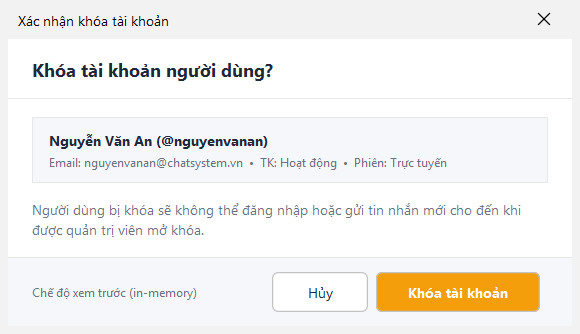 Xác nhận khóa tài khoản
Khóa tài khoản người dùng?
Nguyễn Văn An (@nguyenvanan)
Email: nguyenvanan@chatsystem.vn • TK: Hoạt động • Phiên: Trực tuyến
Người dùng bị khóa sẽ không thể đăng nhập hoặc gửi tin nhắn mới cho đến khi
được quản trị viên mở khóa.
Chế độ xem trước (in-memory)
Hủy
Khóa tài khoản